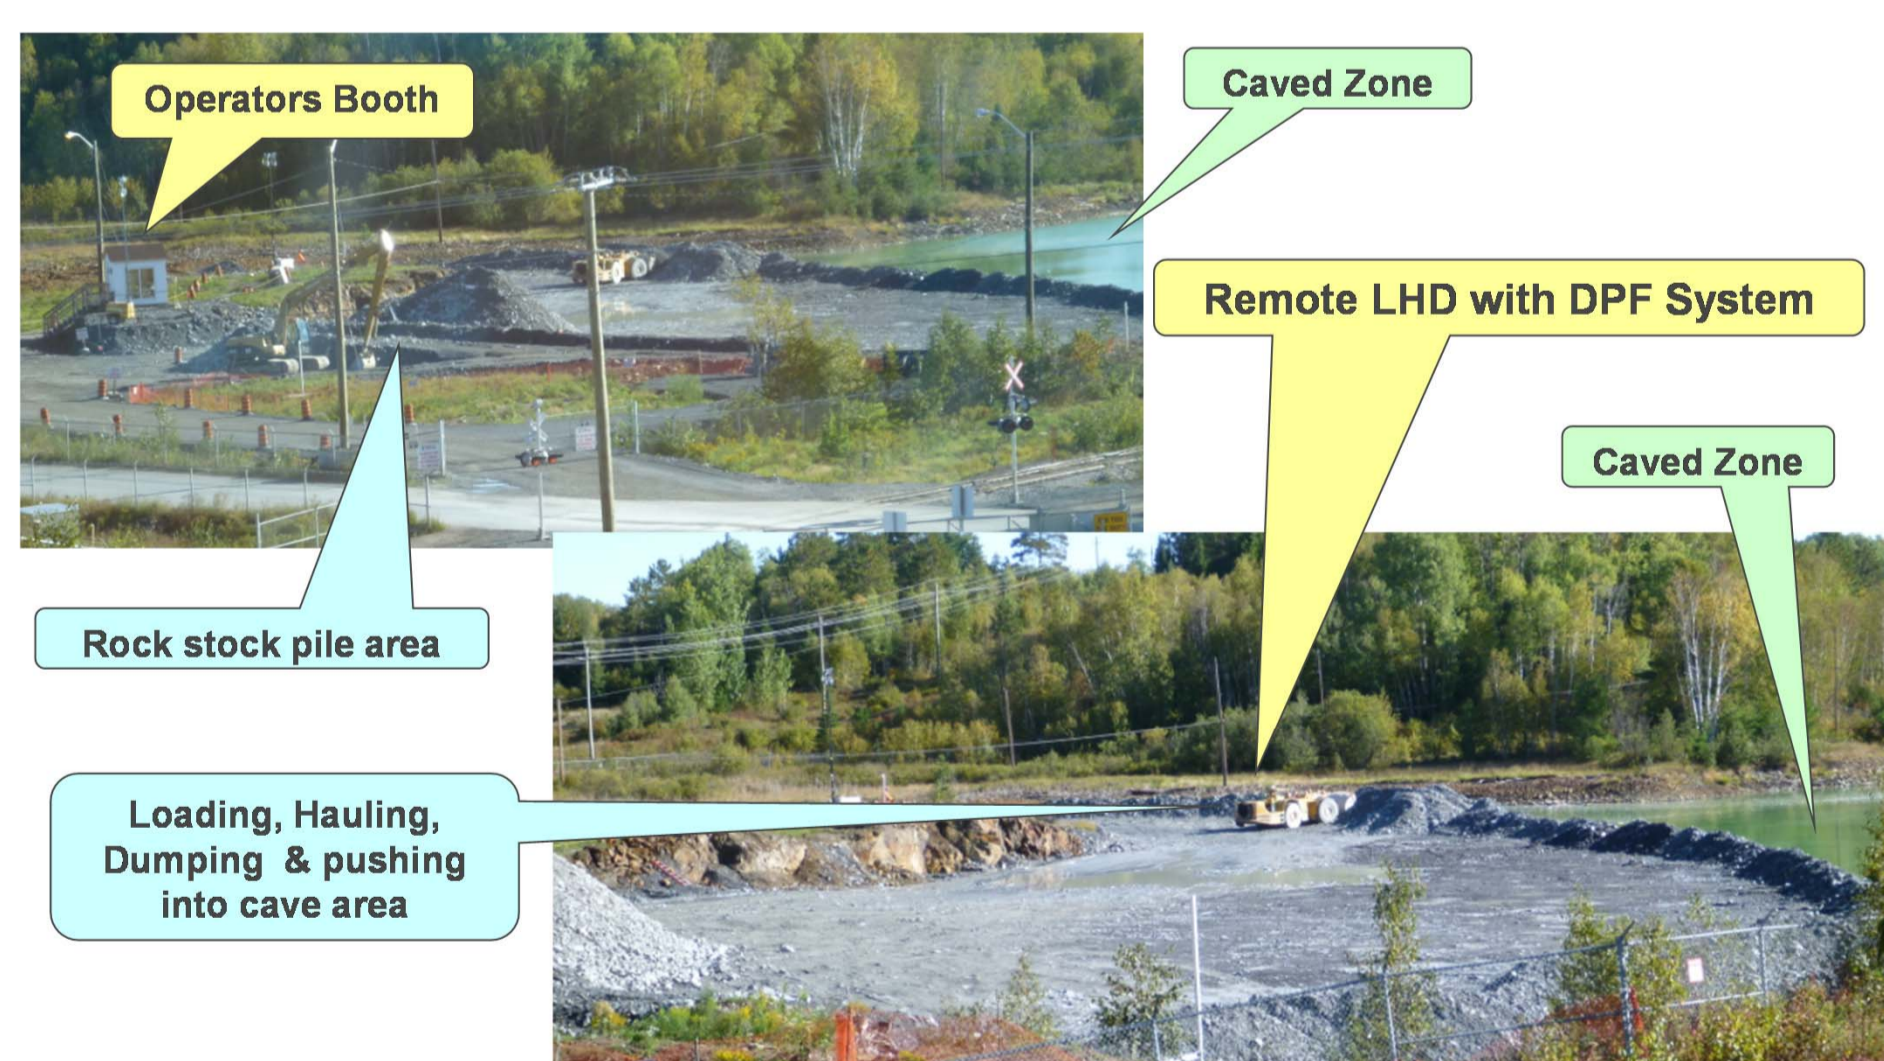 Operators Booth
Caved Zone
Remote LHD with DPF System
Caved Zone
Rock stock pile area
Loading, Hauling,
Dumping & pushing
into cave area